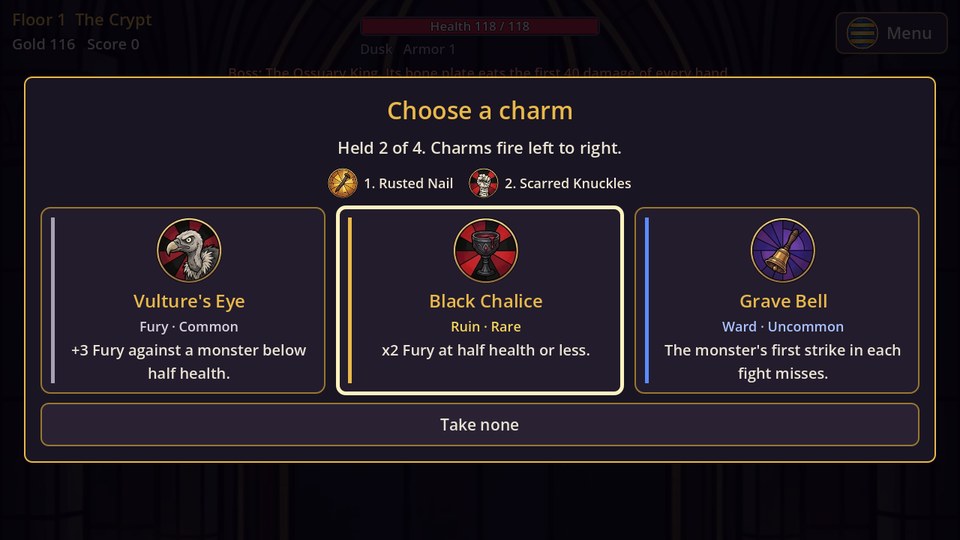 Floor 1 The Crypt
Gold 116 Score 0
Health 118 / 118
Dusk Armor 1
Menu
Boss: The Ossuary King. Its bone plate eats the first 40 damage of every hand.
Choose a charm
Held 2 of 4. Charms fire left to right.
1. Rusted Nail
2. Scarred Knuckles
Vulture's Eye
Fury · Common
+3 Fury against a monster below
half health.
Black Chalice
Ruin · Rare
x2 Fury at half health or less.
Grave Bell
Ward · Uncommon
The monster's first strike in each
fight misses.
Take none